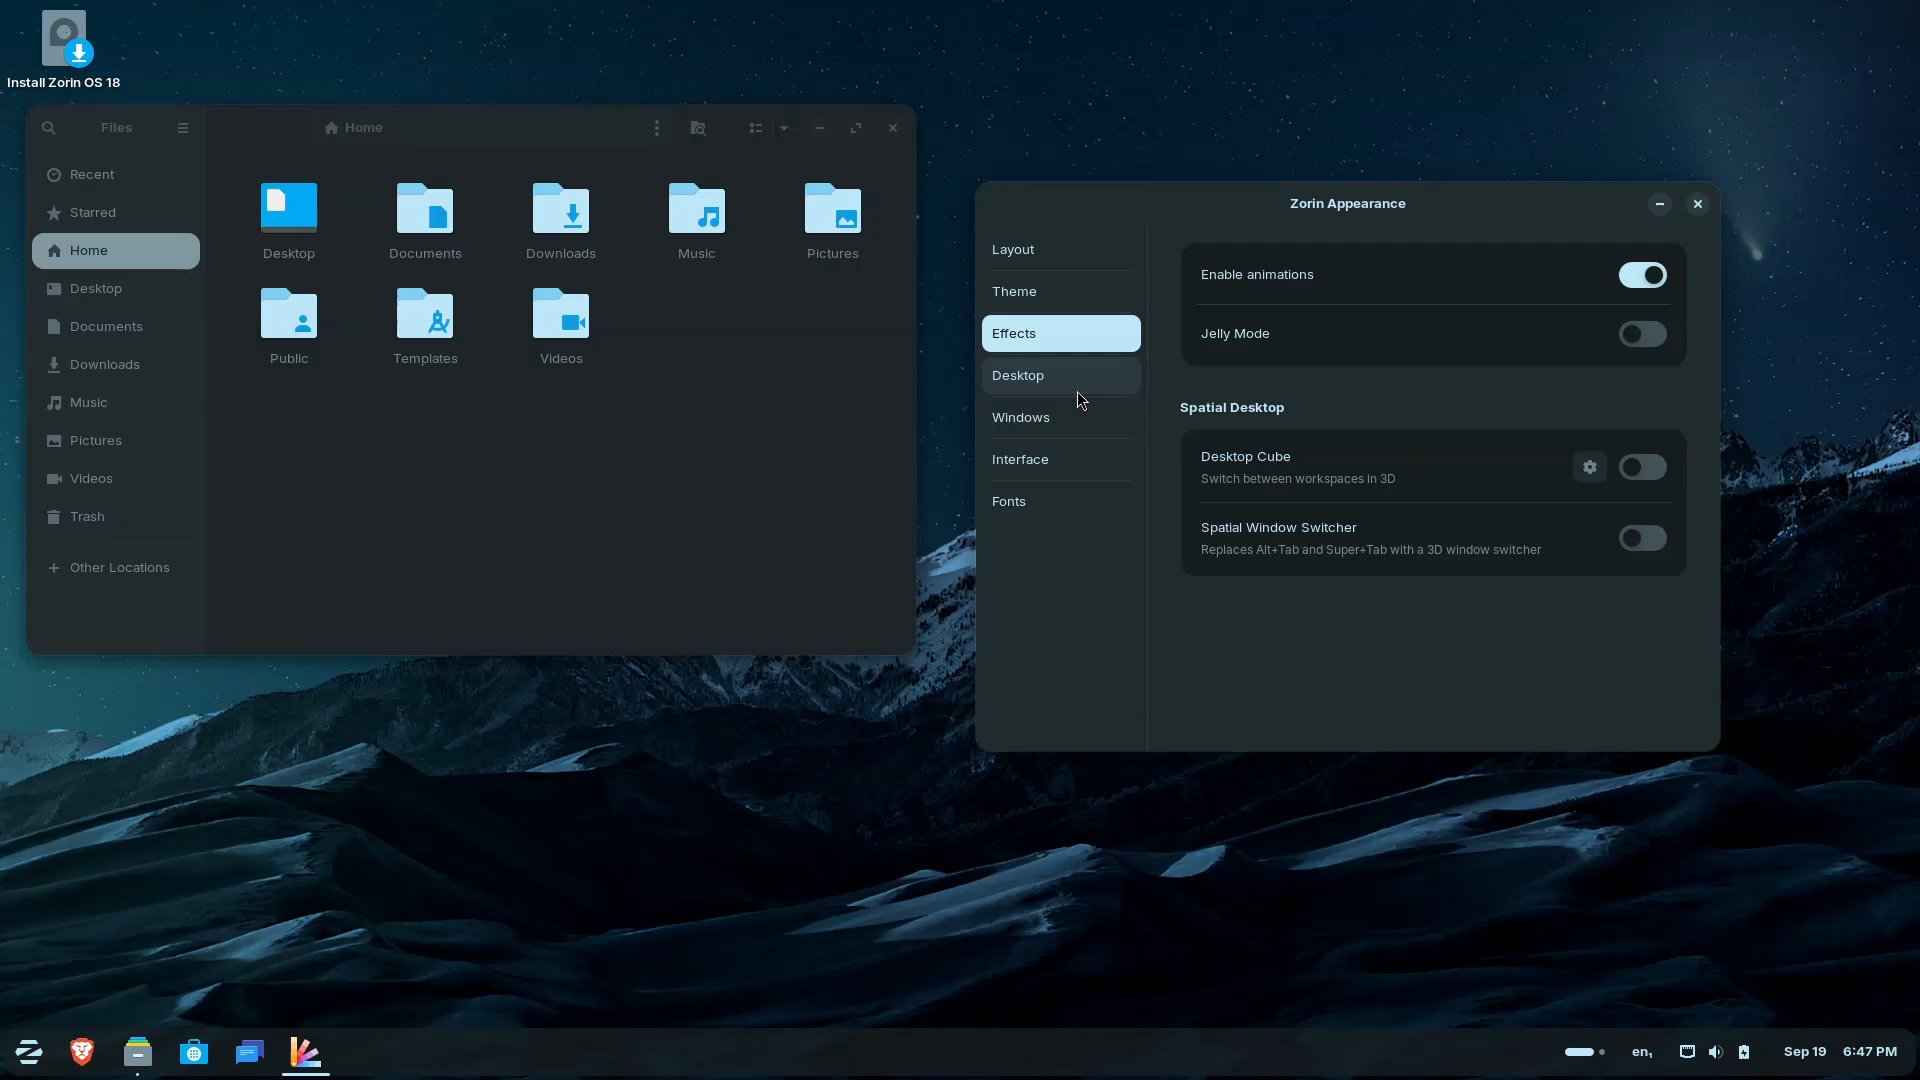 Install Zorin OS 18
Files
Home
Recent
Starred
Home
Desktop
Documents
Downloads
Music
Pictures
Videos
Trash
Other Locations
Desktop
Documents
Downloads
Music
Pictures
Public
Templates
Videos
Zorin Appearance
Layout
Theme
Effects
Desktop
Windows
Interface
Fonts
Enable animations
Jelly Mode
Spatial Desktop
Desktop Cube
Switch between workspaces in 3D
Spatial Window Switcher
Replaces Alt+Tab and Super+Tab with a 3D window switcher
en₁
Sep 19 6:47 PM